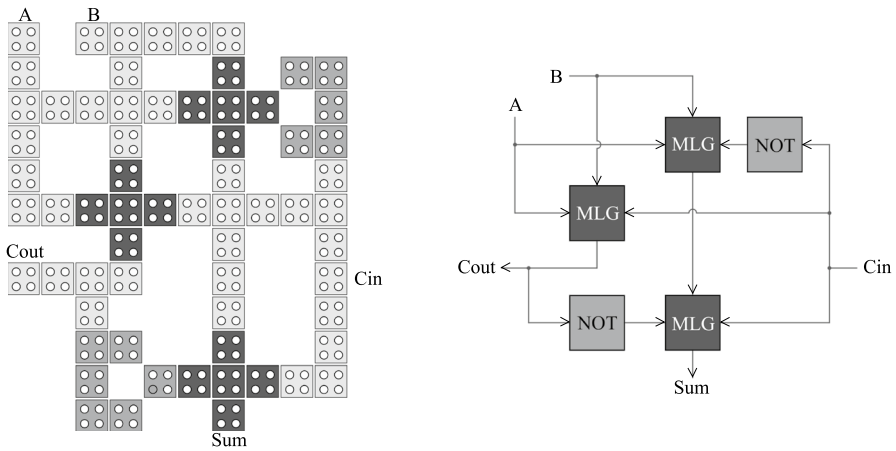 A B
Cout
Cin
Sum
B
A
MLG NOT
MLG
Cout Cin
NOT MLG
Sum